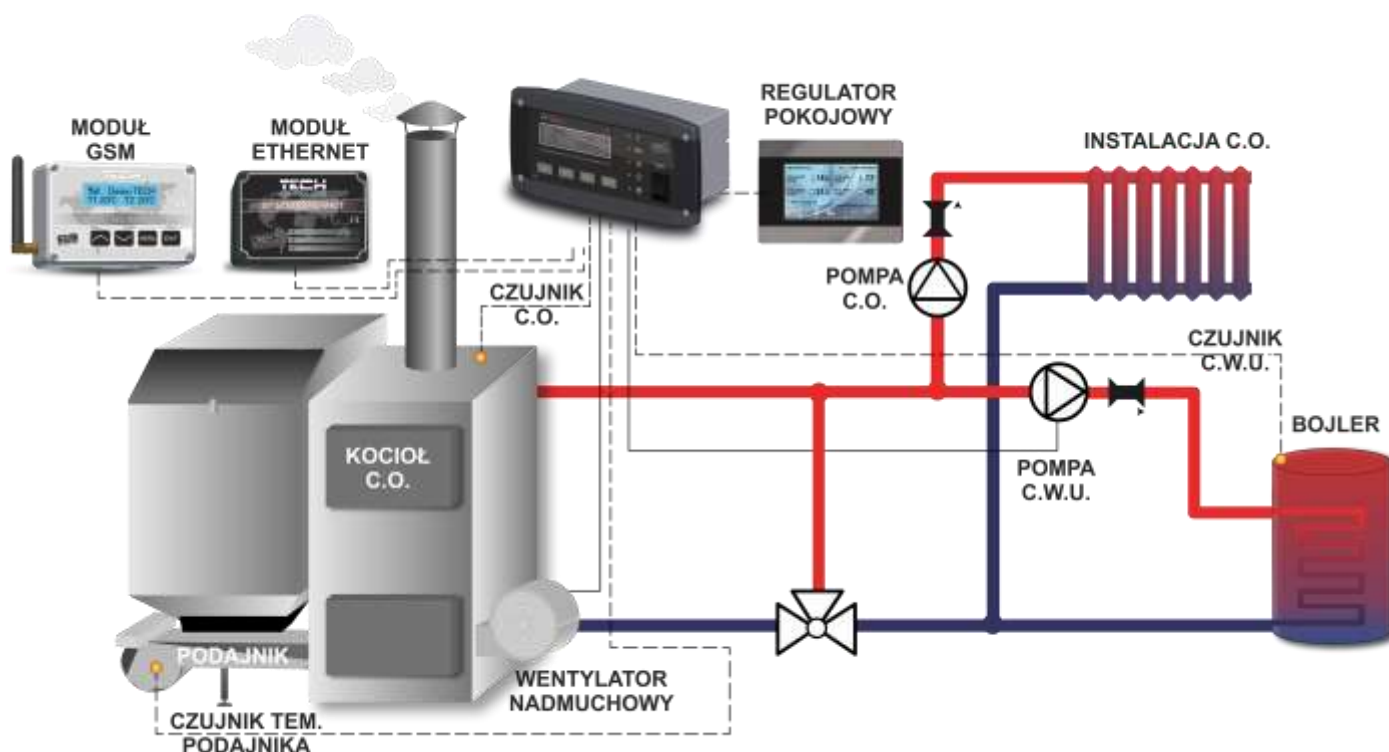 MODUŁ
GSM
MODUŁ
ETHERNET
REGULATOR
POKOJOWY
INSTALACJA C.O.
TECH
CZUJNIK
C.O.
POMPA
C.O.
CZUJNIK
C.W.U.
BOJLER
KOCIOŁ
C.O.
POMPA
C.W.U.
PODAJNIK
WENTYLATOR
NADMUCHOWY
CZUJNIK TEM.
PODAJNIKA